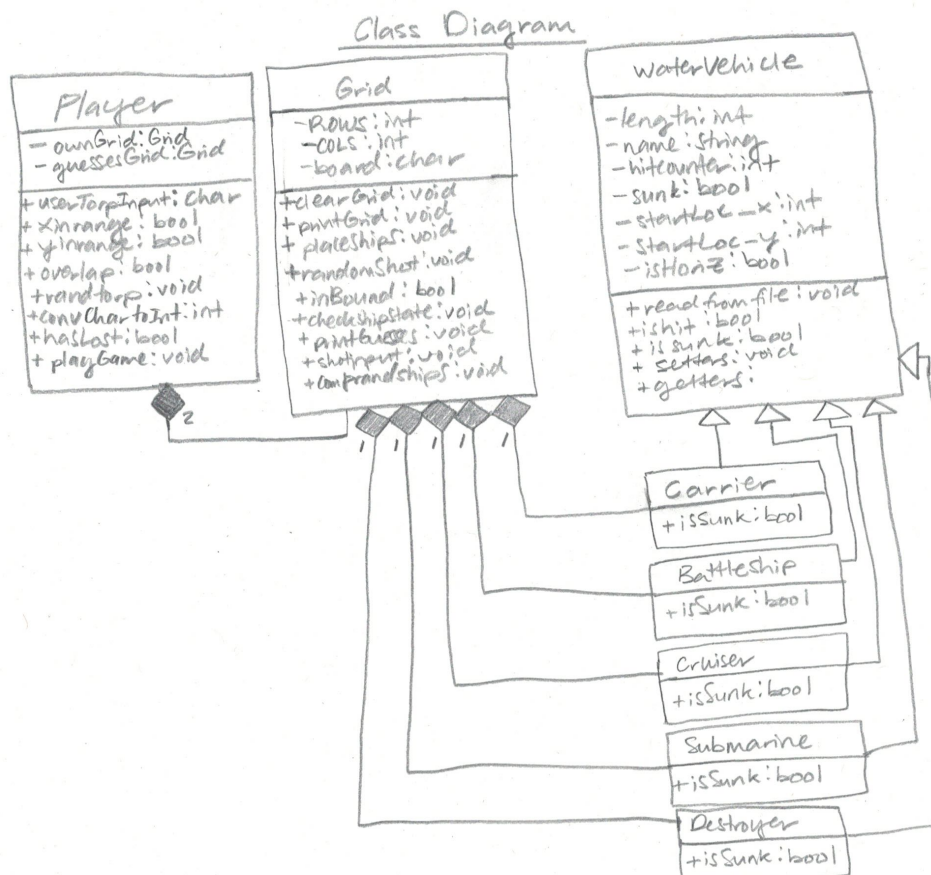 Class Diagram
Player
- ownGrid: Grid
- guessesGrid: Grid
+ userTorpInput: char
+ xinrange: bool
+ yinrange: bool
+ overlap: bool
+ randtorp: void
+ convChartoInt: int
+ hasLost: bool
+ playGame: void
2
Grid
- ROWS: int
- COLS: int
- board: char
+ clearGrid: void
+ printGrid: void
+ placeships: void
+ randomShot: void
+ inBound: bool
+ checkshipstate: void
+ printGuesses: void
+ shotinput: void
+ comprandships: void
1 1 1 1 1
WaterVehicle
- length: int
- name: string
- hitcounter: int
- sunk: bool
- startLoc_x: int
- startLoc-y: int
- isHorz: bool
+ readfromfile: void
+ ishit: bool
+ issunk: bool
+ setters: void
+ getters:
Carrier
+ isSunk: bool
Battleship
+ isSunk: bool
Cruiser
+ isSunk: bool
Submarine
+ isSunk: bool
Destroyer
+ isSunk: bool